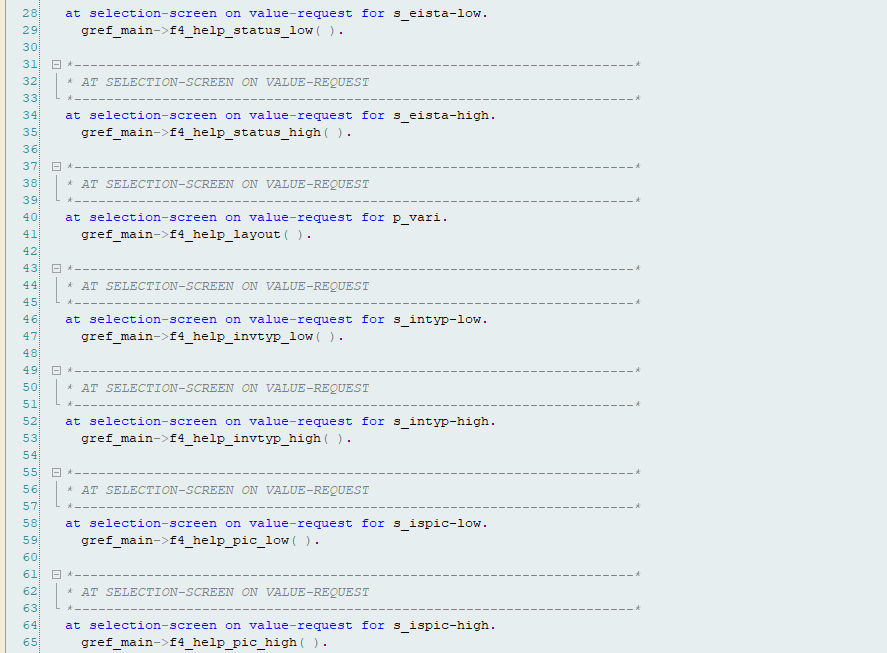 28 at selection-screen on value-request for s_eista-low.
29 gref_main->f4_help_status_low( ).
30
31 *----------------------------------------------------------------------*
32 * AT SELECTION-SCREEN ON VALUE-REQUEST
33 *----------------------------------------------------------------------*
34 at selection-screen on value-request for s_eista-high.
35 gref_main->f4_help_status_high( ).
36
37 *----------------------------------------------------------------------*
38 * AT SELECTION-SCREEN ON VALUE-REQUEST
39 *----------------------------------------------------------------------*
40 at selection-screen on value-request for p_vari.
41 gref_main->f4_help_layout( ).
42
43 *----------------------------------------------------------------------*
44 * AT SELECTION-SCREEN ON VALUE-REQUEST
45 *----------------------------------------------------------------------*
46 at selection-screen on value-request for s_intyp-low.
47 gref_main->f4_help_invtyp_low( ).
48
49 *----------------------------------------------------------------------*
50 * AT SELECTION-SCREEN ON VALUE-REQUEST
51 *----------------------------------------------------------------------*
52 at selection-screen on value-request for s_intyp-high.
53 gref_main->f4_help_invtyp_high( ).
54
55 *----------------------------------------------------------------------*
56 * AT SELECTION-SCREEN ON VALUE-REQUEST
57 *----------------------------------------------------------------------*
58 at selection-screen on value-request for s_ispic-low.
59 gref_main->f4_help_pic_low( ).
60
61 *----------------------------------------------------------------------*
62 * AT SELECTION-SCREEN ON VALUE-REQUEST
63 *----------------------------------------------------------------------*
64 at selection-screen on value-request for s_ispic-high.
65 gref_main->f4_help_pic_high( ).